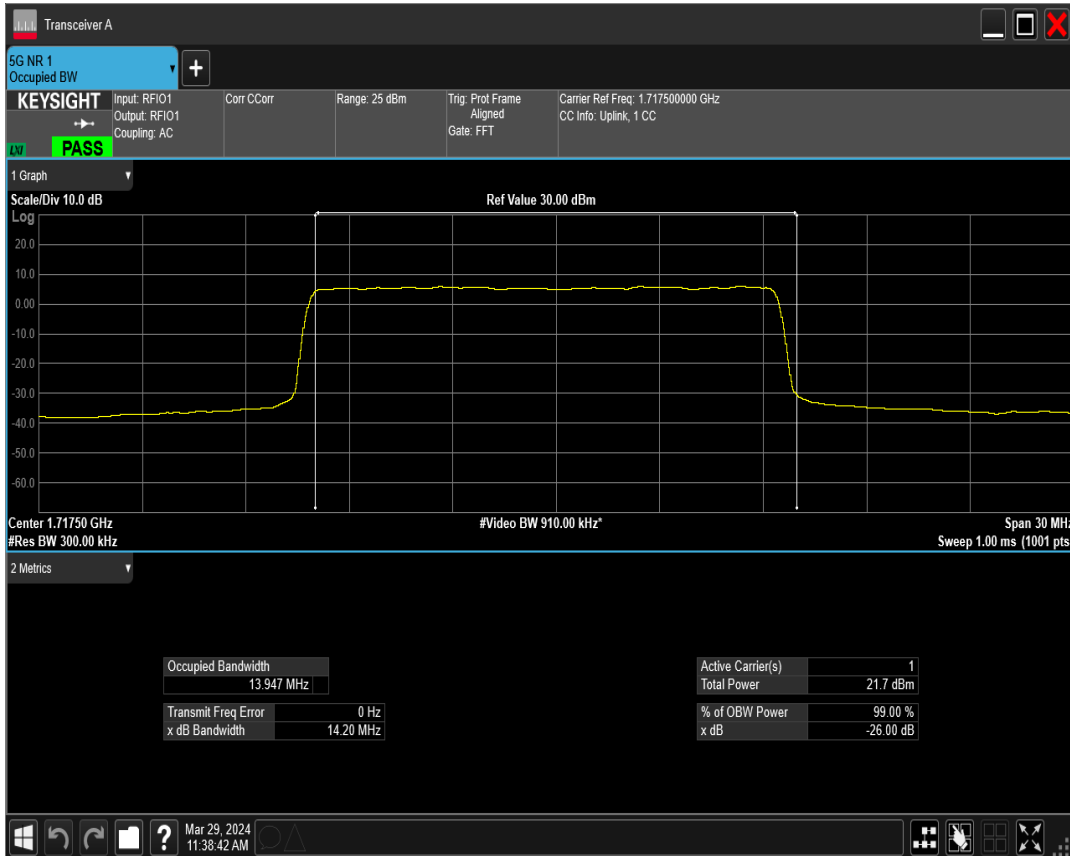 Transceiver A
5G NR 1
Occupied BW
+
KEYSIGHT
LXI
PASS
Input: RFIO1
Output: RFIO1
Coupling: AC
Corr CCorr
Range: 25 dBm
Trig: Prot Frame
Aligned
Gate: FFT
Carrier Ref Freq: 1.717500000 GHz
CC Info: Uplink, 1 CC
1 Graph
Scale/Div 10.0 dB
Ref Value 30.00 dBm
Log
20.0
10.0
0.00
-10.0
-20.0
-30.0
-40.0
-50.0
-60.0
Center 1.71750 GHz
#Video BW 910.00 kHz*
Span 30 MHz
#Res BW 300.00 kHz
Sweep 1.00 ms (1001 pts
2 Metrics
Occupied Bandwidth
13.947 MHz
Transmit Freq Error 0 Hz
x dB Bandwidth 14.20 MHz
Active Carrier(s) 1
Total Power 21.7 dBm
% of OBW Power 99.00 %
x dB -26.00 dB
?
Mar 29, 2024
11:38:42 AM